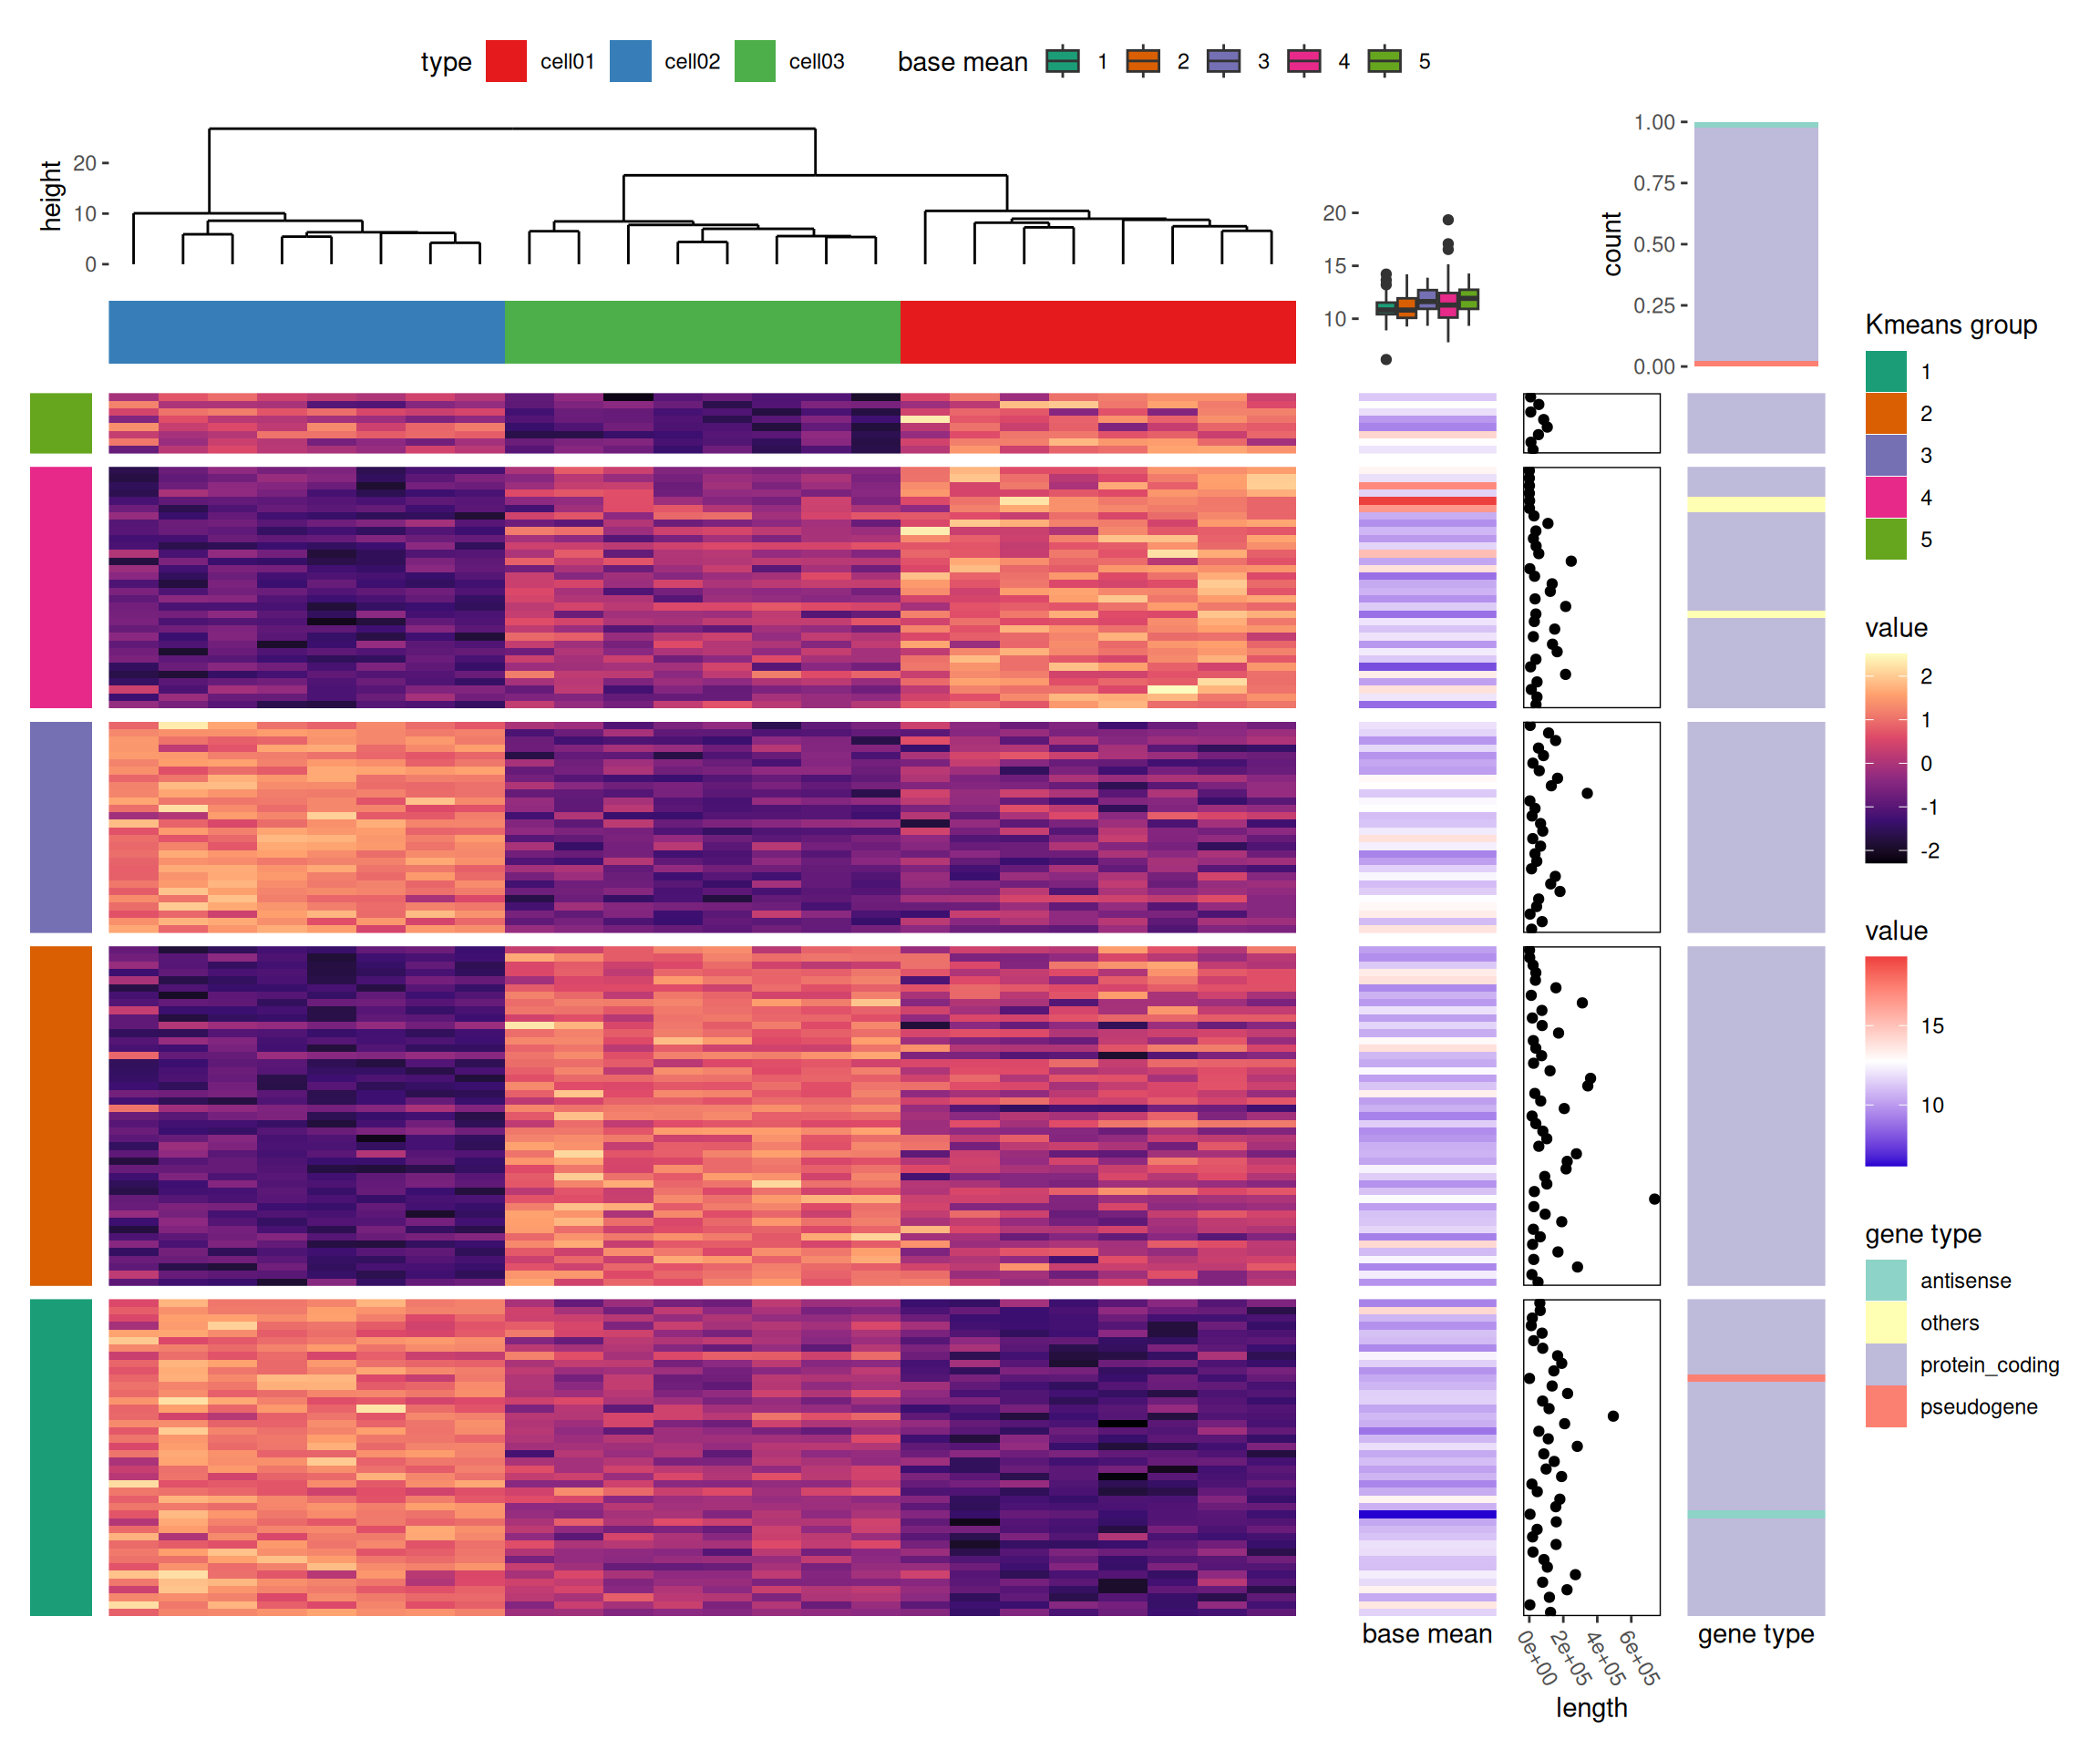 type cell01 cell02 cell03 base mean 1 2 3 4 5
height
20
10
0
20
15
10
count
1.00
0.75
0.50
0.25
0.00
Kmeans group
1
2
3
4
5
value
2
1
0
-1
-2
value
15
10
gene type
antisense
others
protein_coding
pseudogene
base mean
0e+00 2e+05 4e+05 6e+05
length
gene type